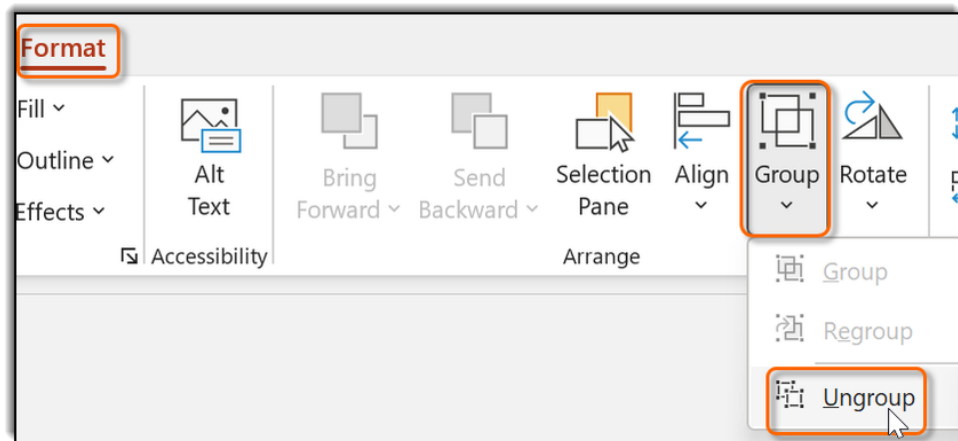 Format
Fill
Outline
Effects
Alt
Text
Accessibility
Bring
Forward
Send
Backward
Selection
Pane
Align
Group
Rotate
Arrange
Group
Regroup
Ungroup